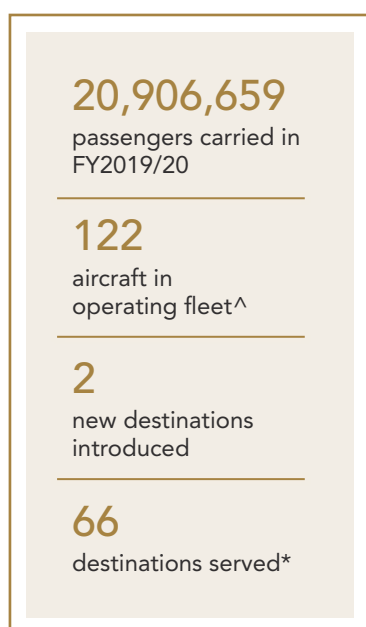 20,906,659
passengers carried in
FY2019/20
122
aircraft in
operating fleet^
2
new destinations
introduced
66
destinations served*